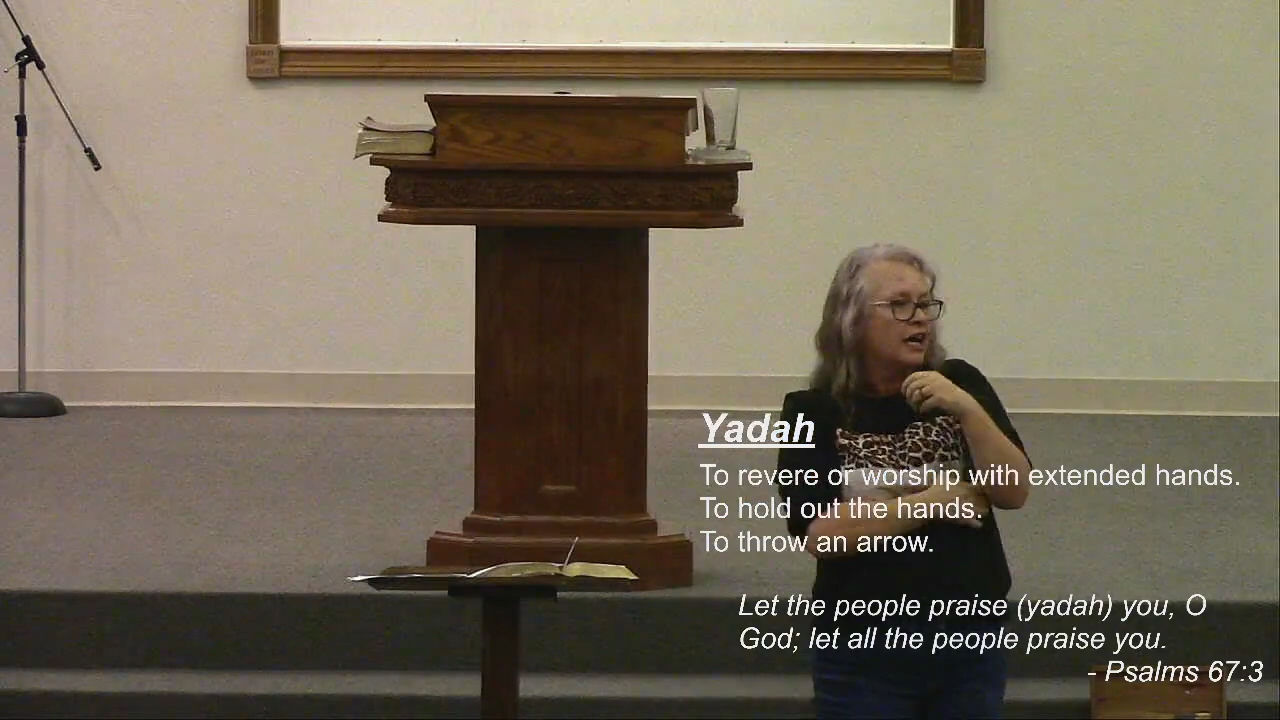 Yadah
To revere or worship with extended hands.
To hold out the hands.
To throw an arrow.
Let the people praise (yadah) you, O
God; let all the people praise you.
- Psalms 67:3